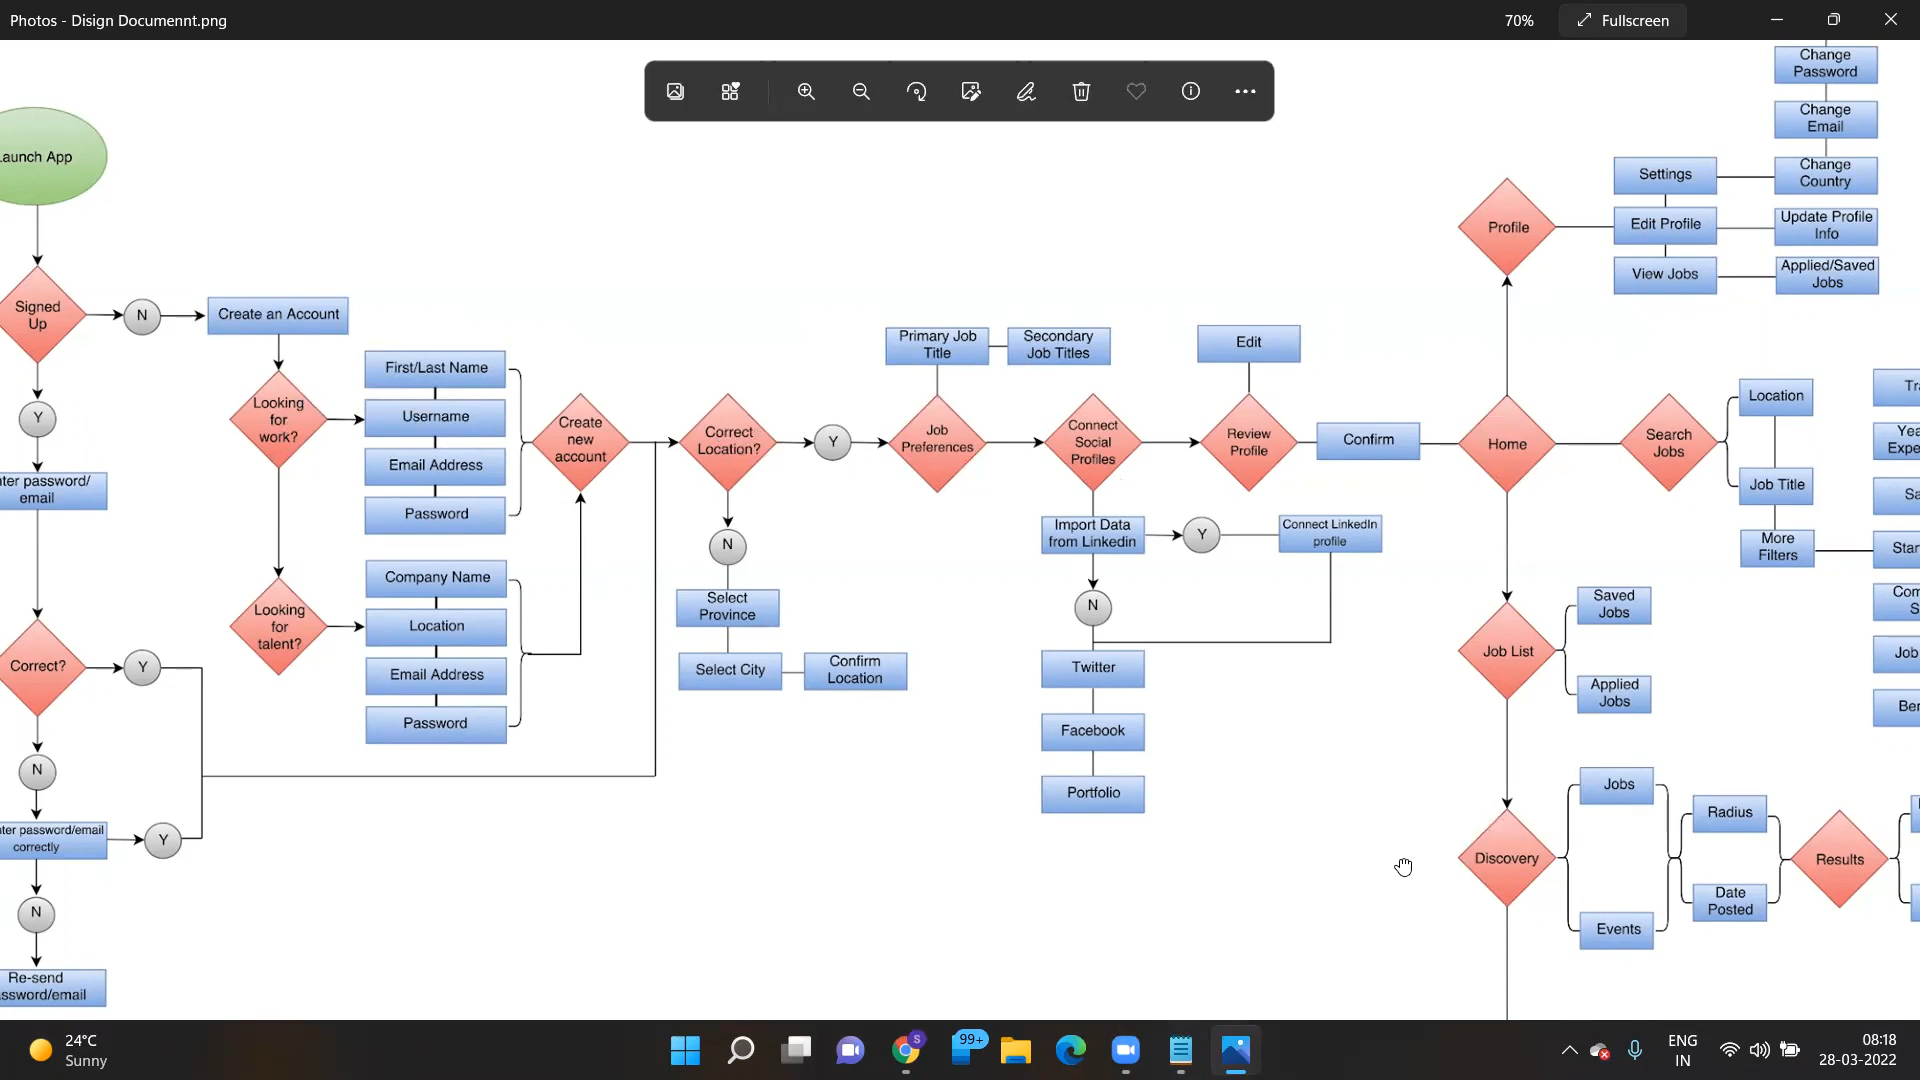 Photos - Disign Documennt.png
70%
Fullscreen
Change
Password
Change
Email
Change
Country
Settings
Edit Profile
Update Profile
Info
View Jobs
Applied/Saved
Jobs
Profile
Launch App
Signed
Up
N
Create an Account
Y
Looking
for
work?
First/Last Name
Username
Email Address
Password
Create
new
account
Correct
Location?
Y
Primary Job
Title
Secondary
Job Titles
Job
Preferences
Connect
Social
Profiles
Edit
Review
Profile
Confirm
Home
Search
Jobs
Location
Job Title
More
Filters
password/
email
N
Select
Province
Select City
Confirm
Location
Import Data
from Linkedin
Y
Connect LinkedIn
profile
N
Twitter
Facebook
Portfolio
Looking
for
talent?
Company Name
Location
Email Address
Password
Correct?
Y
N
password/email
correctly
Y
N
Re-send
Job List
Saved
Jobs
Applied
Jobs
Job
Discovery
Jobs
Events
Radius
Date
Posted
Results
24°C
Sunny
99+
S
ENG
IN
08:18
28-03-2022